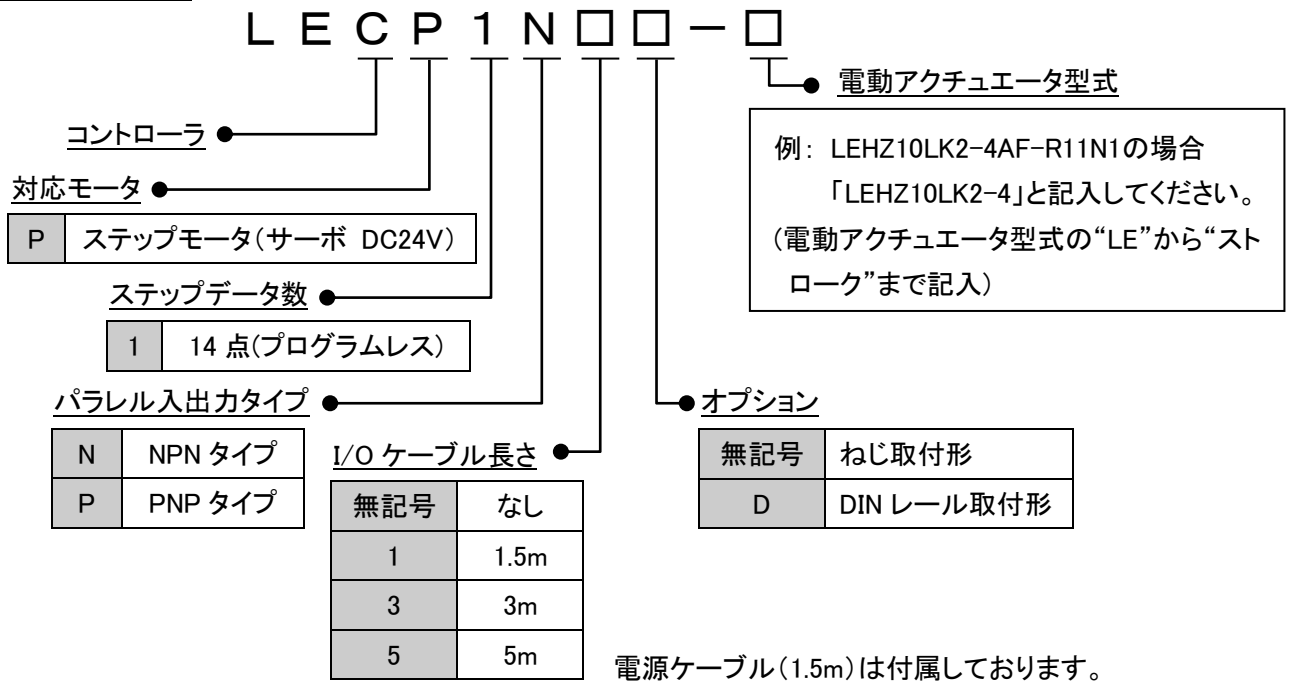 LECP1N□□-□
電動アクチュエータ型式
例： LEHZ10LK2-4AF-R11N1の場合
「LEHZ10LK2-4」と記入してください。
（電動アクチュエータ型式の“LE”から“スト
ローク”まで記入）
コントローラ
対応モータ
P ステップモータ（サーボ DC24V）
ステップデータ数
1 14 点(プログラムレス)
パラレル入出力タイプ
N NPN タイプ
P PNP タイプ
I/O ケーブル長さ
無記号 なし
1 1.5m
3 3m
5 5m
オプション
無記号 ねじ取付形
D DIN レール取付形
電源ケーブル（1.5m）は付属しております。